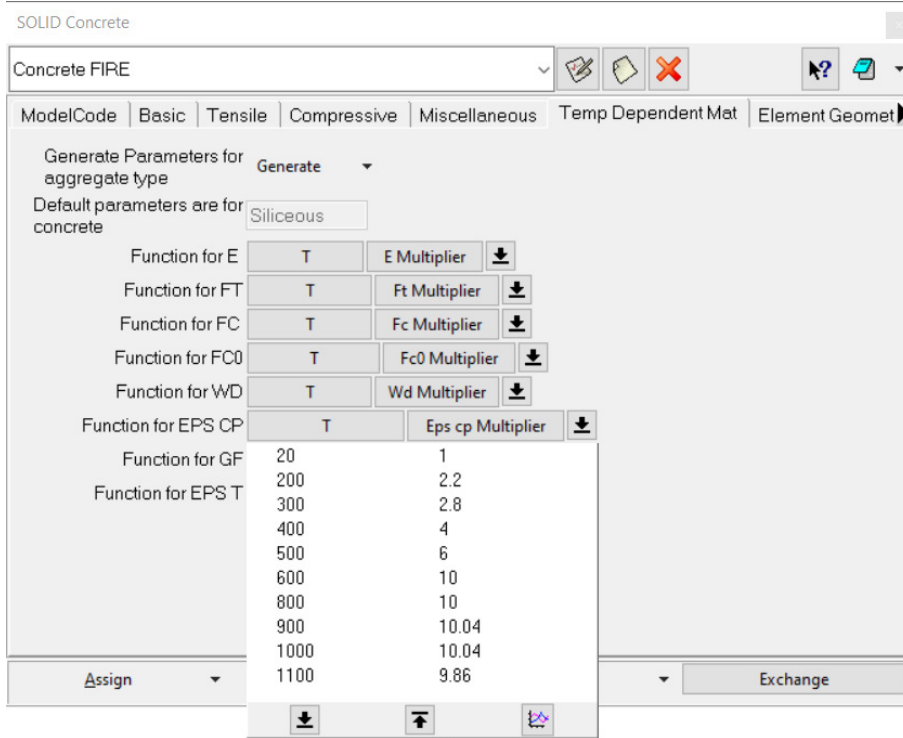 SOLID Concrete
Concrete FIRE
ModelCode Basic Tensile Compressive Miscellaneous Temp Dependent Mat Element Geomet
Generate Parameters for
aggregate type
Generate
Default parameters are for
concrete
Siliceous
Function for E T E Multiplier
Function for FT T Ft Multiplier
Function for FC T Fc Multiplier
Function for FC0 T Fc0 Multiplier
Function for WD T Wd Multiplier
Function for EPS CP T Eps cp Multiplier
Function for GF
Function for EPS T
20 1
200 2.2
300 2.8
400 4
500 6
600 10
800 10
900 10.04
1000 10.04
1100 9.86
Assign Exchange